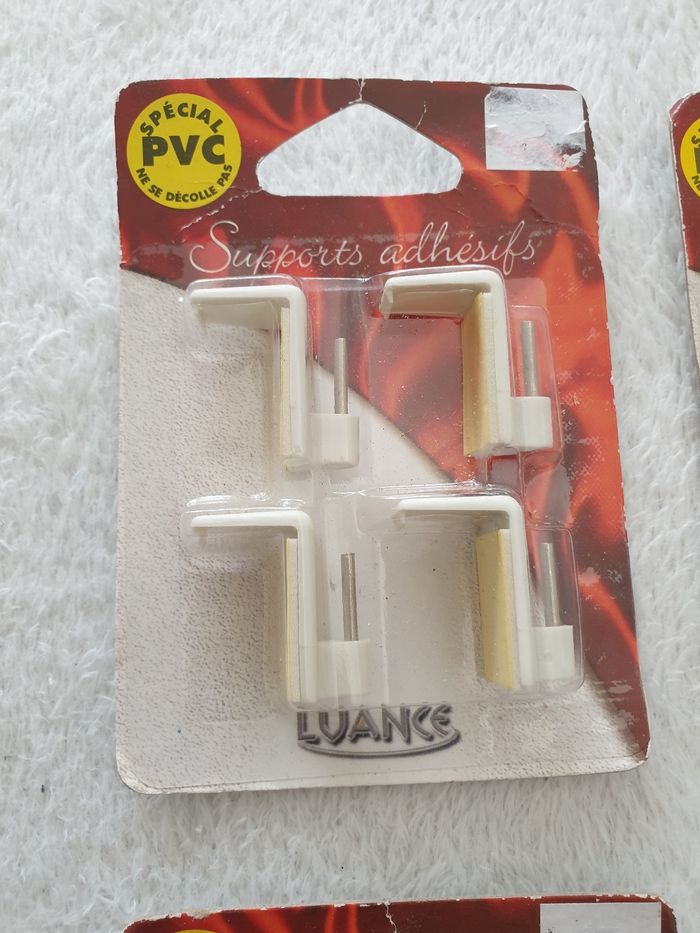 SPÉCIAL
PVC
NE SE DÉCOLLE PAS
Supports adhésifs
LUANCE